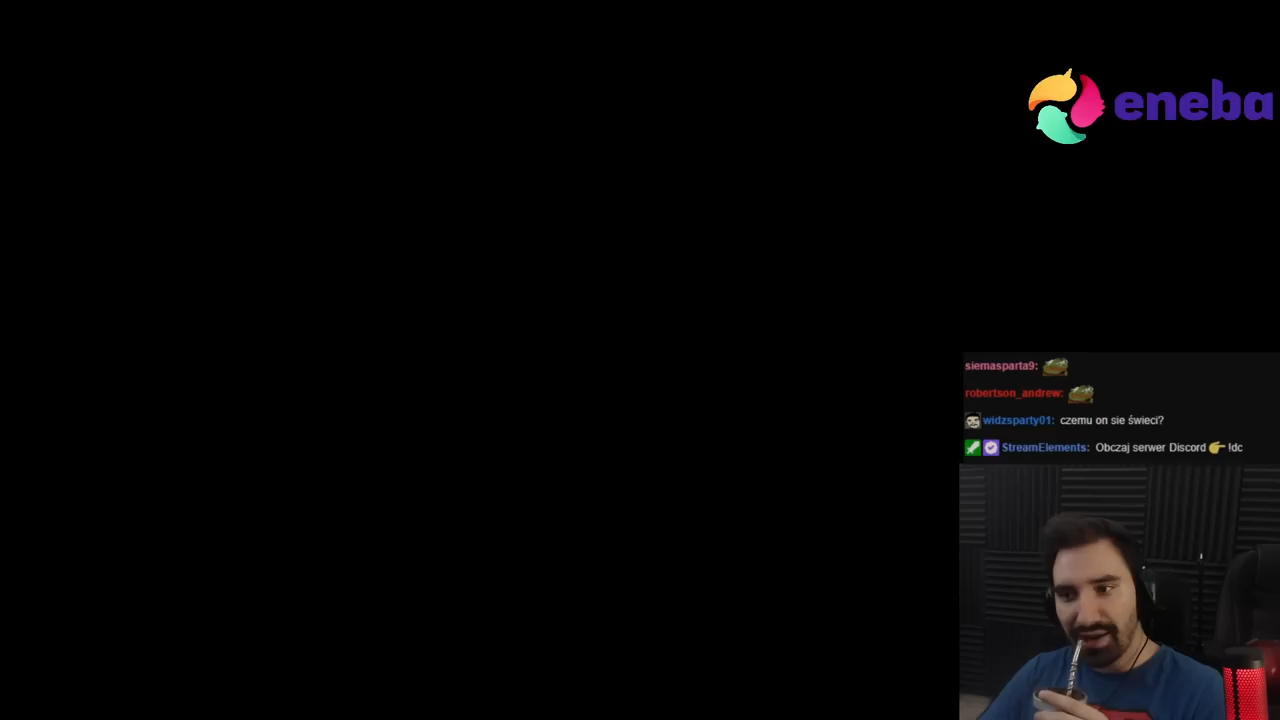 eneba
siemasparta9:
robertson_andrew:
widzsparty01: czemu on sie świeci?
StreamElements: Obczaj serwer Discord !dc